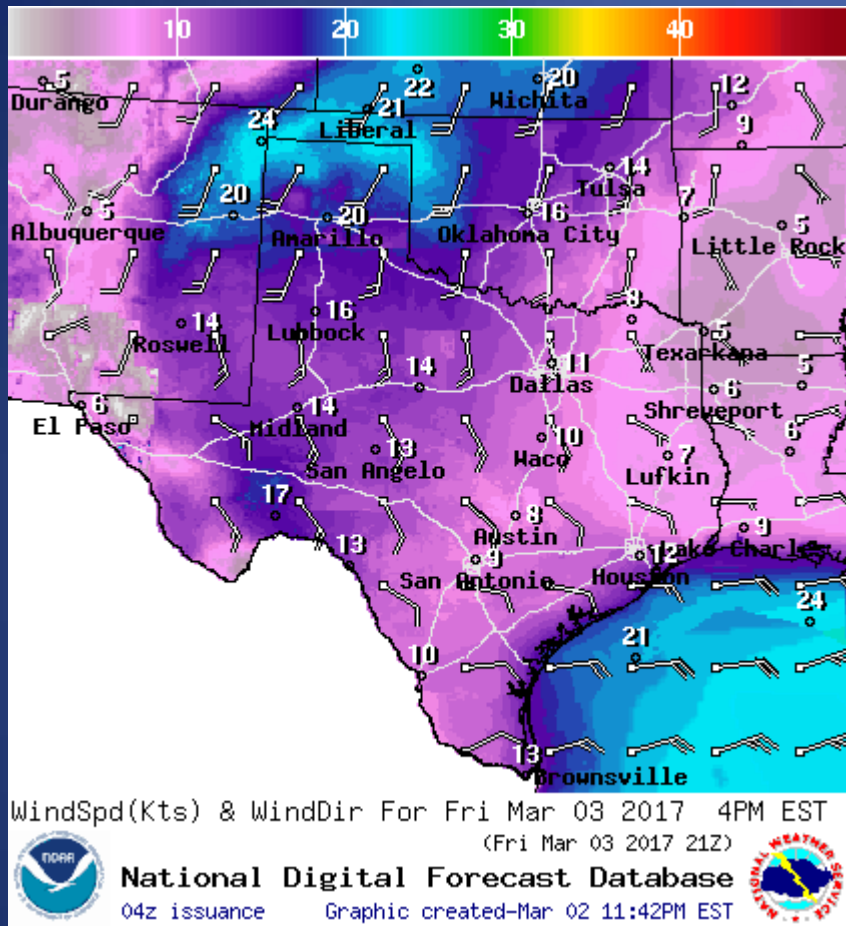 10 20 30 40
5 22 20 12
Durango Wichita
21
Liberal
24 9
14
Tulsa
5 20 20 16 7 5
Albuquerque Amarillo Oklahoma City Little Rock
14 16 8 5
Roswell Lubbock Texarkana
14 11 5
Dallas
6 14 6
El Paso Midland Shreveport
13 10 7 6
San Angelo Waco Lufkin
17 8 9
Austin Lake Charles
13 9 12
San Antonio Houston
24
10 21
13
Brownsville
WindSpd(Kts) & WindDir For Fri Mar 03 2017 4PM EST
(Fri Mar 03 2017 21Z)
noaa
National Digital Forecast Database
04z issuance Graphic created-Mar 02 11:42PM EST
NATIONAL WEATHER SERVICE